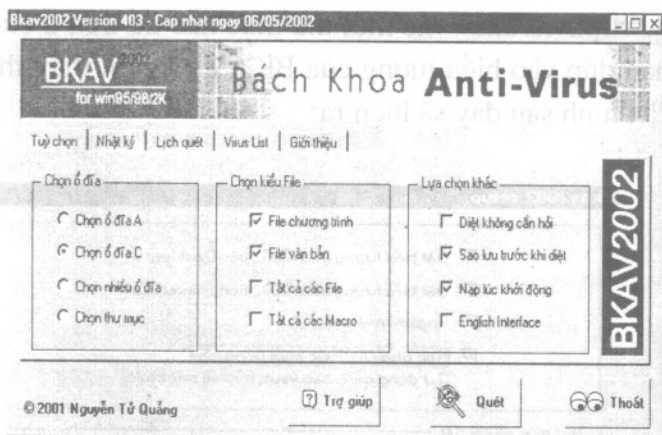 Bkav2002 Version 403 - Cap nhat ngay 06/05/2002
BKAV 2002
for win95/98/2K
Bách Khoa Anti-Virus
Tuỳ chọn | Nhật ký | Lịch quét | Virus List | Giới thiệu
Chọn ổ đĩa
Chọn ổ đĩa A
Chọn ổ đĩa C
Chọn nhiều ổ đĩa
Chọn thư mục
Chọn kiểu File
File chương trình
File văn bản
Tất cả các File
Tất cả các Macro
Lựa chọn khác
Diệt không cần hỏi
Sao lưu trước khi diệt
Nạp lúc khởi động
English Interface
BKAV2002
© 2001 Nguyễn Tử Quảng
Trợ giúp
Quét
Thoát